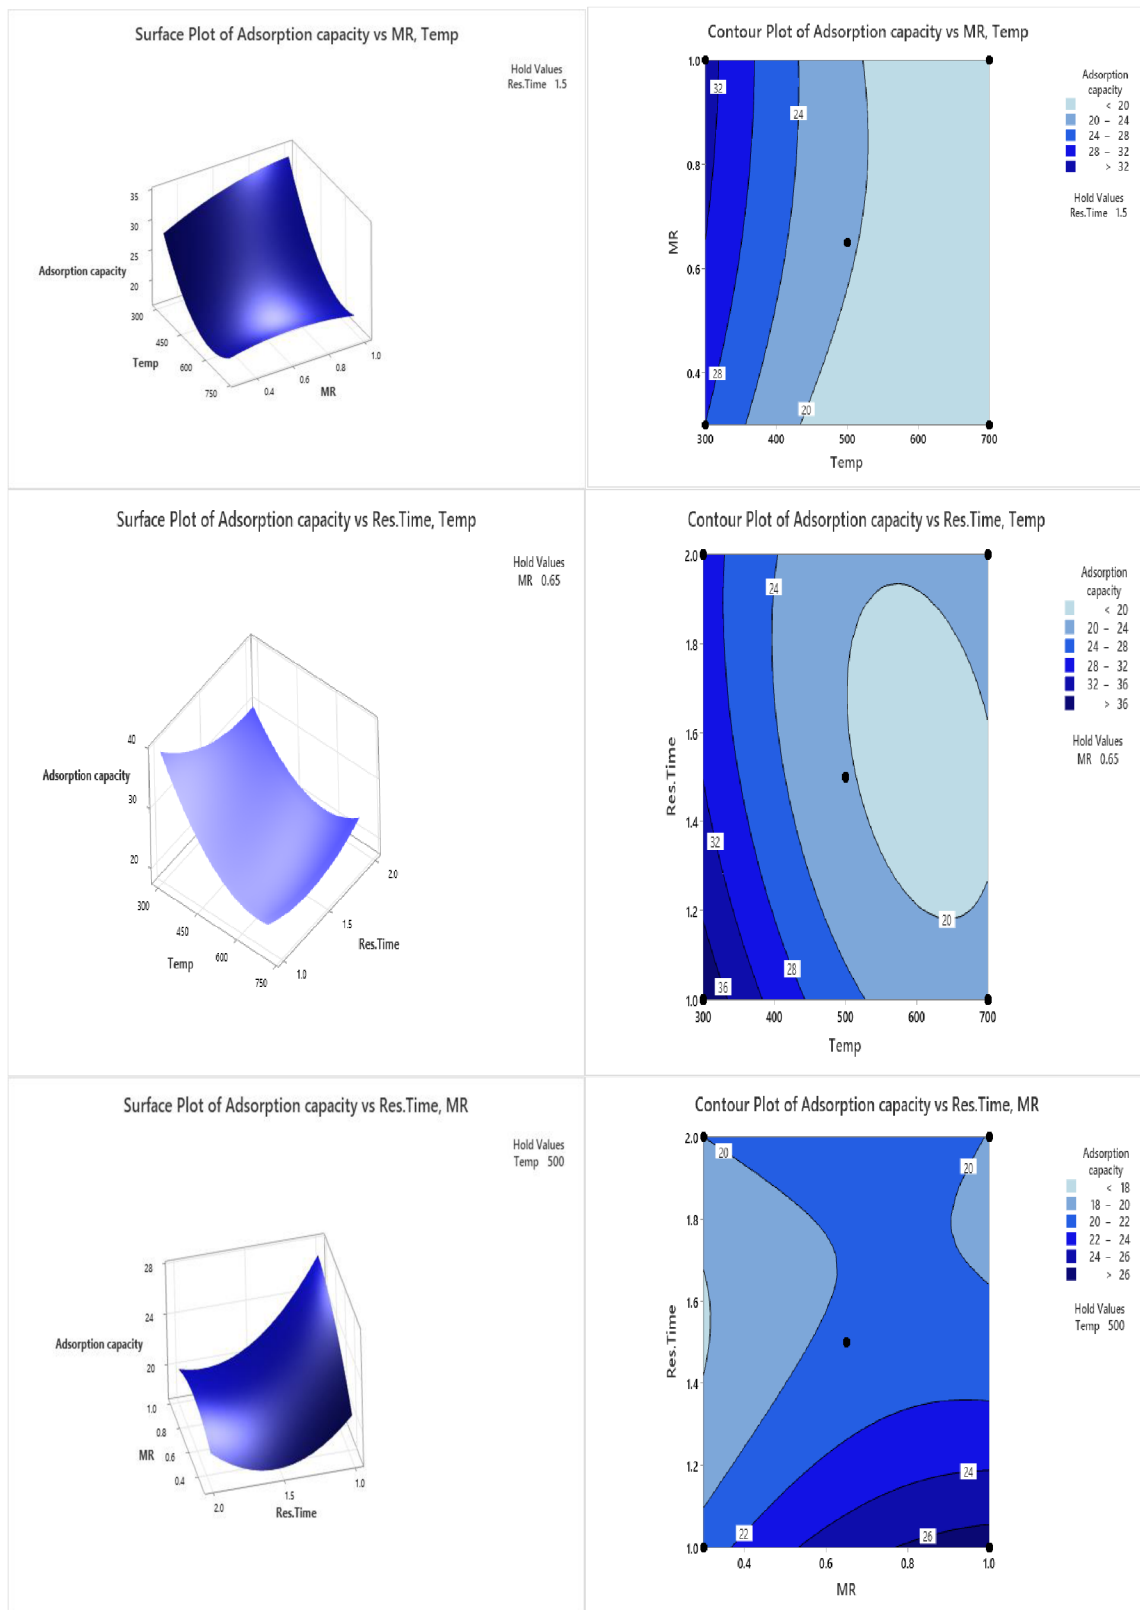 Surface Plot of Adsorption capacity vs MR, Temp
Hold Values
Res.Time 1.5
35
30
25
20
Adsorption capacity
300
450
600
750
Temp
0.4
0.6
0.8
1.0
MR
Contour Plot of Adsorption capacity vs MR, Temp
Adsorption
capacity
< 20
20 – 24
24 – 28
28 – 32
> 32
Hold Values
Res.Time 1.5
1.0
0.8
0.6
0.4
MR
32
24
28
20
300
400
500
600
700
Temp
Surface Plot of Adsorption capacity vs Res.Time, Temp
Hold Values
MR 0.65
40
30
20
Adsorption capacity
300
450
600
750
Temp
1.0
1.5
2.0
Res.Time
Contour Plot of Adsorption capacity vs Res.Time, Temp
Adsorption
capacity
< 20
20 – 24
24 – 28
28 – 32
32 – 36
> 36
Hold Values
MR 0.65
2.0
1.8
1.6
1.4
1.2
1.0
Res.Time
24
32
20
28
36
300
400
500
600
700
Temp
Surface Plot of Adsorption capacity vs Res.Time, MR
Hold Values
Temp 500
28
24
20
Adsorption capacity
1.0
0.8
0.6
0.4
MR
2.0
1.5
1.0
Res.Time
Contour Plot of Adsorption capacity vs Res.Time, MR
Adsorption
capacity
< 18
18 – 20
20 – 22
22 – 24
24 – 26
> 26
Hold Values
Temp 500
2.0
1.8
1.6
1.4
1.2
1.0
Res.Time
20
20
24
22
26
0.4
0.6
0.8
1.0
MR